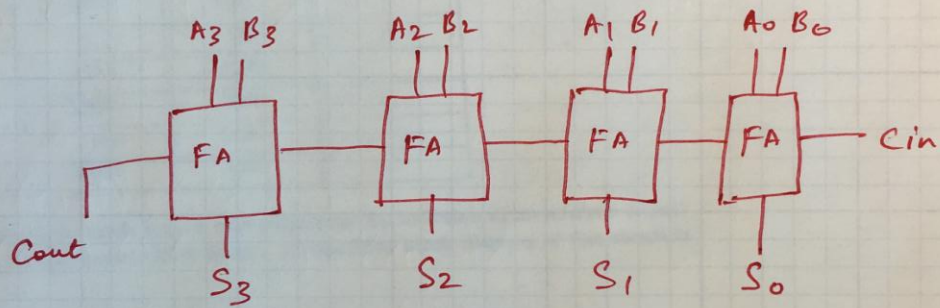 A3 B3 A2 B2 A1 B1 A0 B0
FA FA FA FA Cin
Cout
S3 S2 S1 S0